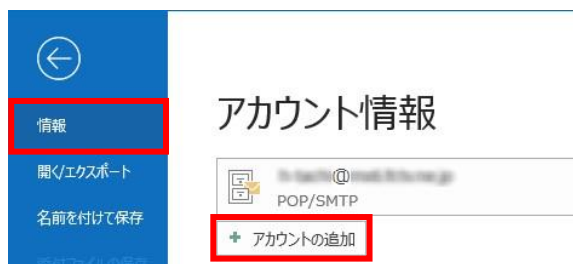 情報
開く/エクスポート
名前を付けて保存
アカウント情報
@
POP/SMTP
+ アカウントの追加